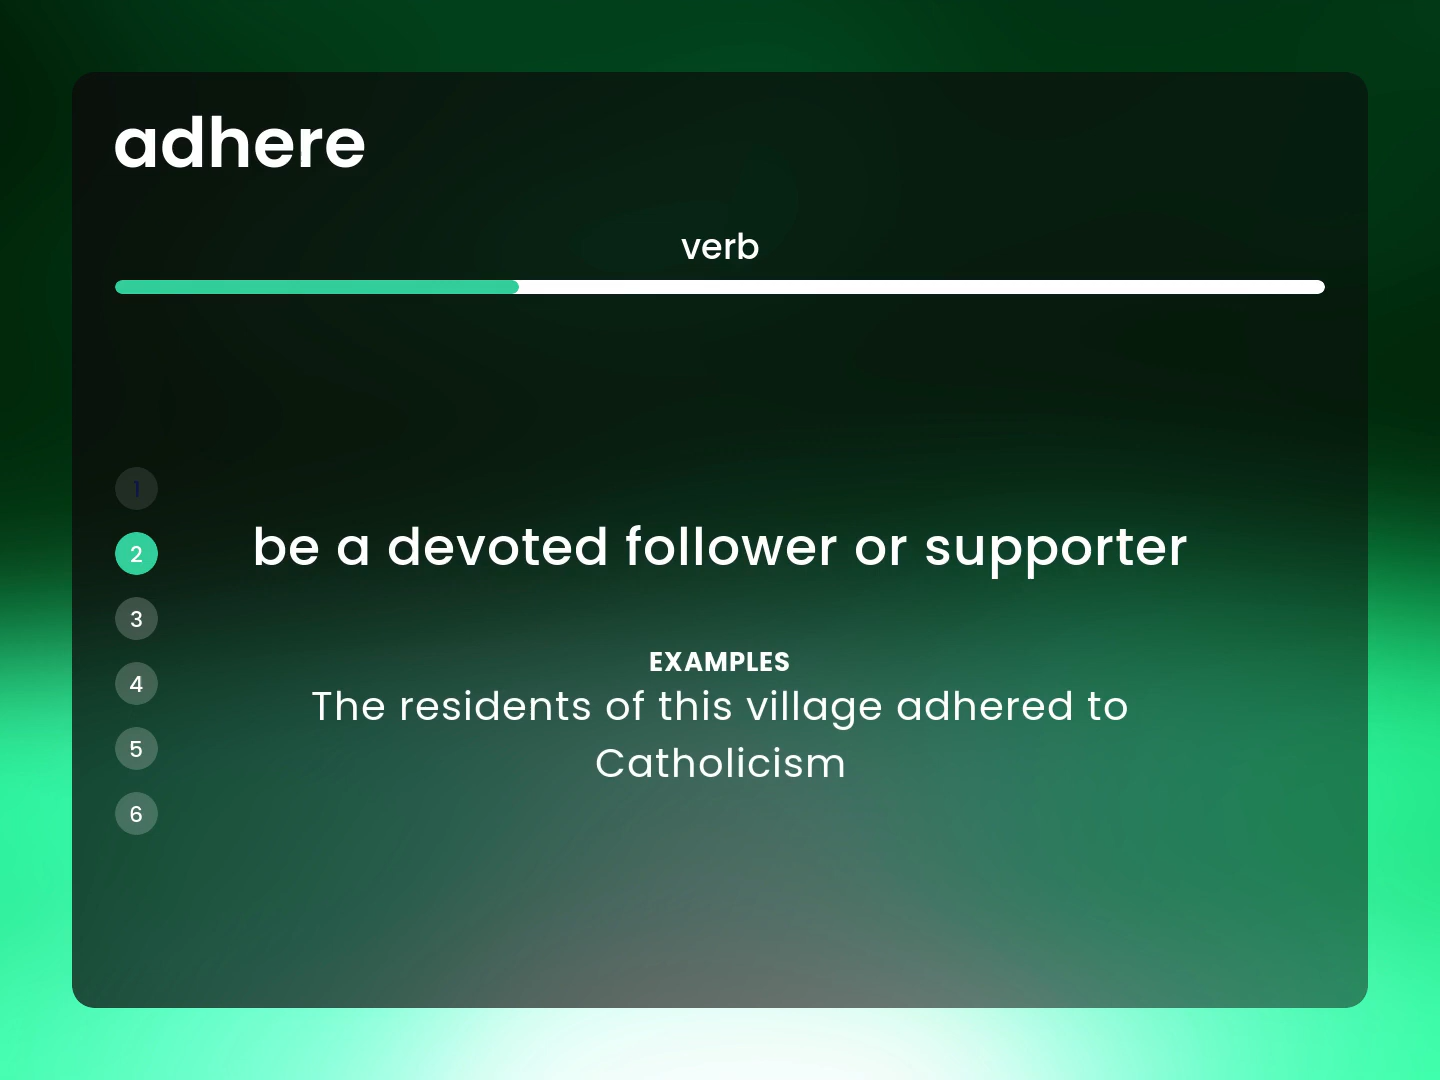 adhere
verb
1
2
be a devoted follower or supporter
3
EXAMPLES
4
The residents of this village adhered to
5
Catholicism
6